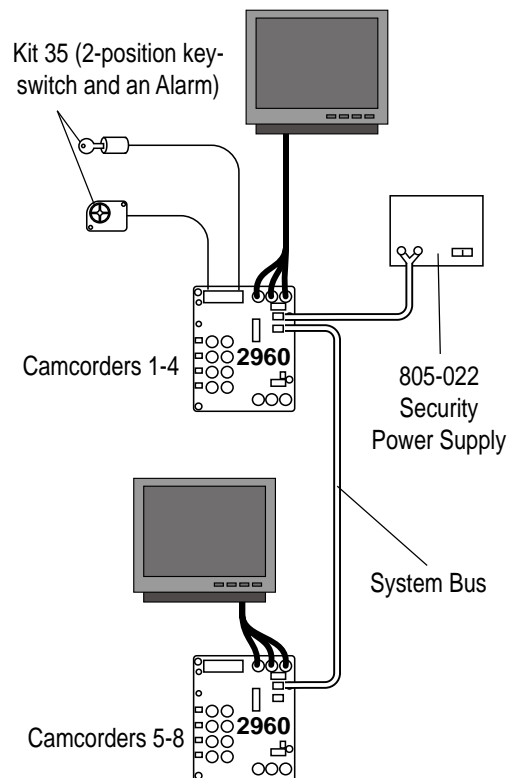 Kit 35 (2-position key-
switch and an Alarm)
Camcorders 1-4
2960
805-022
Security
Power Supply
System Bus
Camcorders 5-8
2960